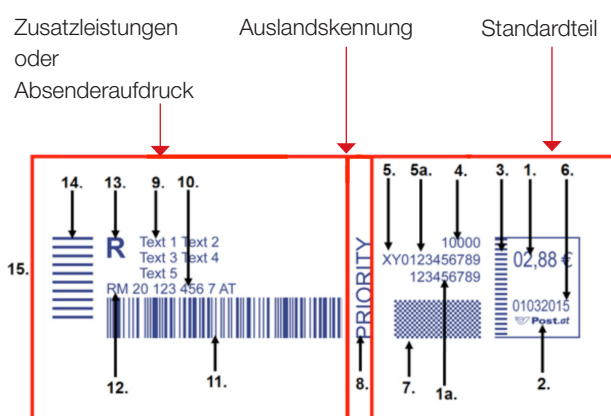 Zusatzleistungen
oder
Absenderaufdruck
Auslandskennung
Standardteil
14.
13.
9.
10.
5.
5a.
4.
3.
1.
6.
15.
R
Text 1 Text 2
Text 3 Text 4
Text 5
RM 20 123 456 7 AT
PRIORITY
10000
XY0123456789
123456789
02,88 €
01032015
Post.at
12.
11.
8.
7.
1a.
2.